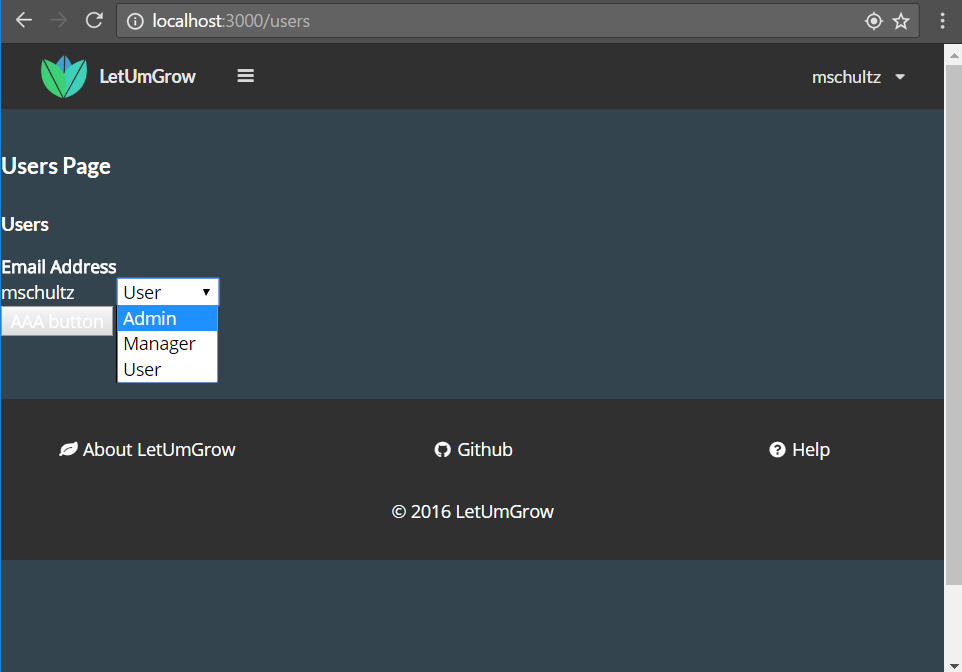 localhost:3000/users
LetUmGrow
mschultz
Users Page
Users
Email Address
mschultz User
AAA button
Admin
Manager
User
About LetUmGrow Github Help
© 2016 LetUmGrow